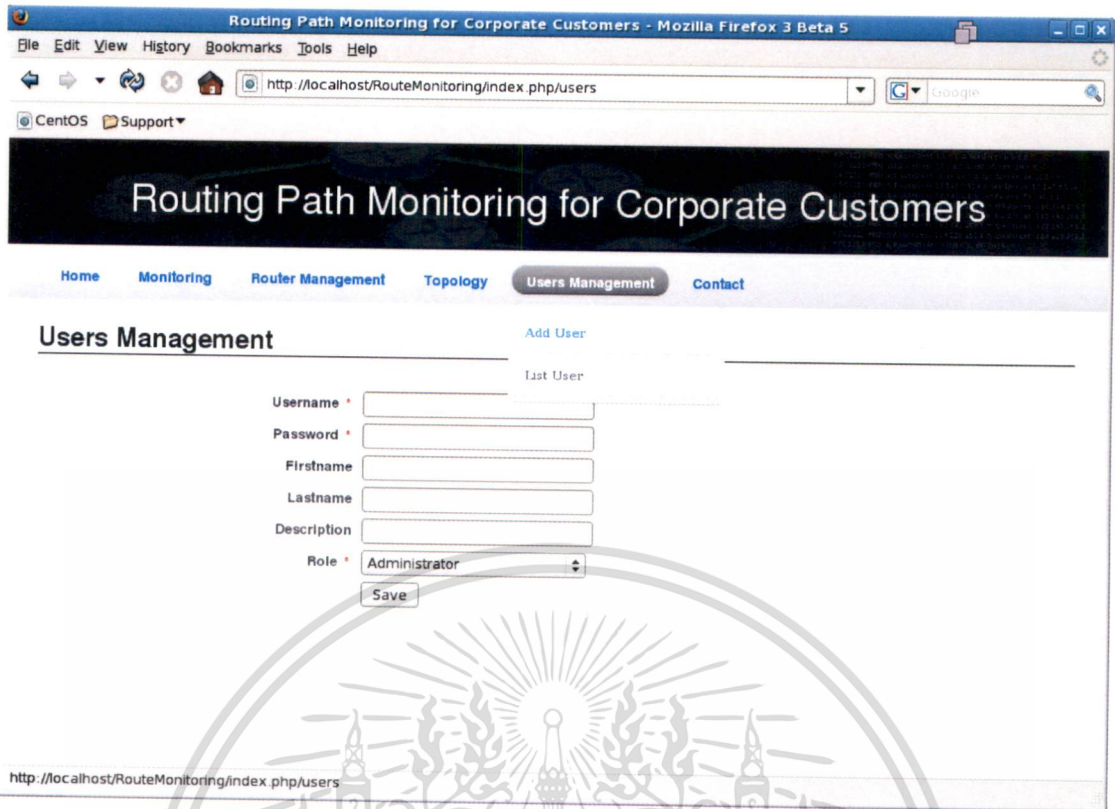 Routing Path Monitoring for Corporate Customers - Mozilla Firefox 3 Beta 5
File Edit View History Bookmarks Tools Help
http://localhost/RouteMonitoring/index.php/users
Google
CentOS Support
Routing Path Monitoring for Corporate Customers
Home Monitoring Router Management Topology Users Management Contact
Users Management
Add User
List User
Username *
Password *
Firstname
Lastname
Description
Role * Administrator
Save
http://localhost/RouteMonitoring/index.php/users